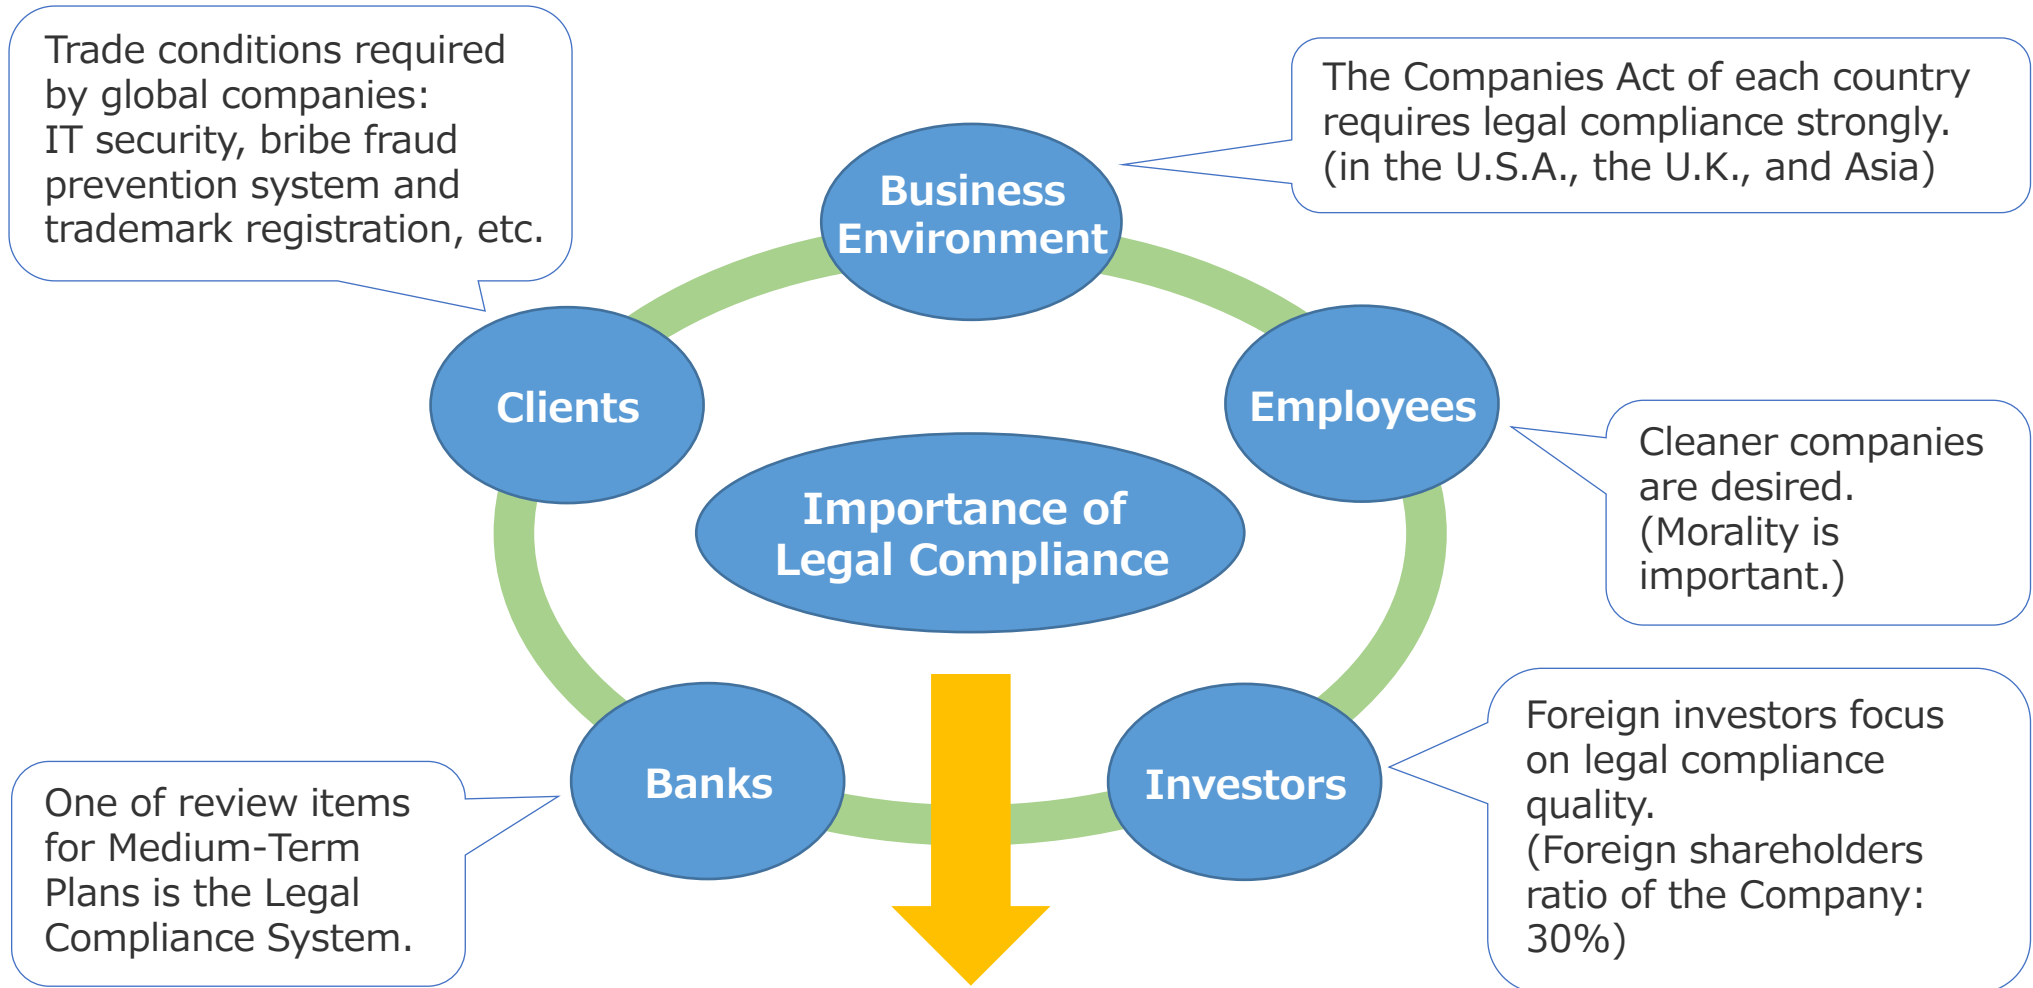 Trade conditions required
by global companies:
IT security, bribe fraud
prevention system and
trademark registration, etc.
The Companies Act of each country
requires legal compliance strongly.
(in the U.S.A., the U.K., and Asia)
Business
Environment
Clients
Employees
Cleaner companies
are desired.
(Morality is
important.)
Importance of
Legal Compliance
Banks
Investors
One of review items
for Medium-Term
Plans is the Legal
Compliance System.
Foreign investors focus
on legal compliance
quality.
(Foreign shareholders
ratio of the Company:
30%)